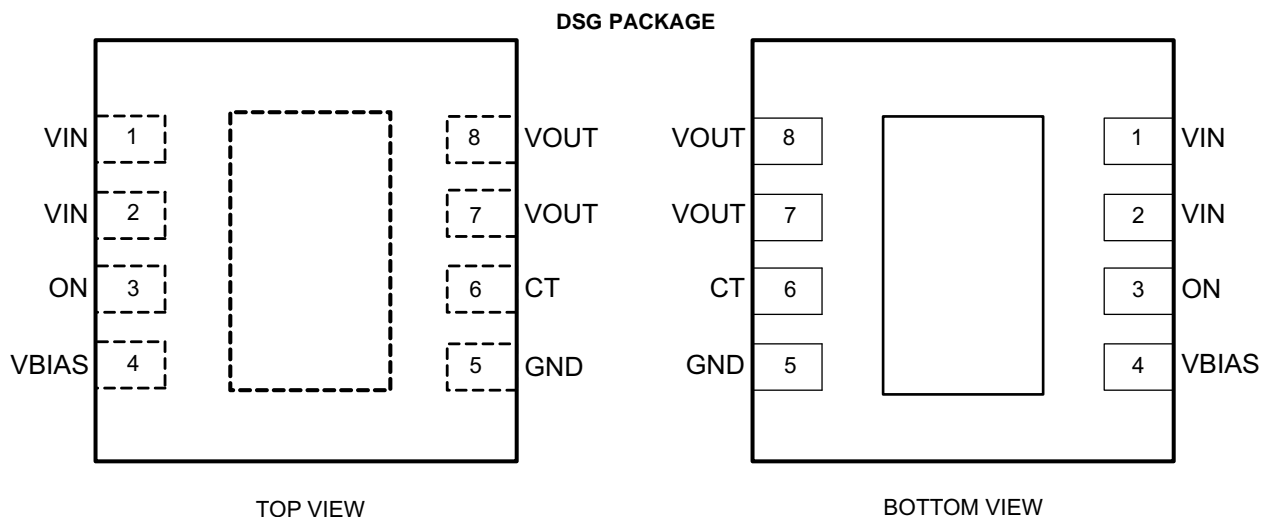 DSG PACKAGE
VIN 1 8 VOUT
VIN 2 7 VOUT
ON 3 6 CT
VBIAS 4 5 GND
TOP VIEW
VOUT 8 1 VIN
VOUT 7 2 VIN
CT 6 3 ON
GND 5 4 VBIAS
BOTTOM VIEW